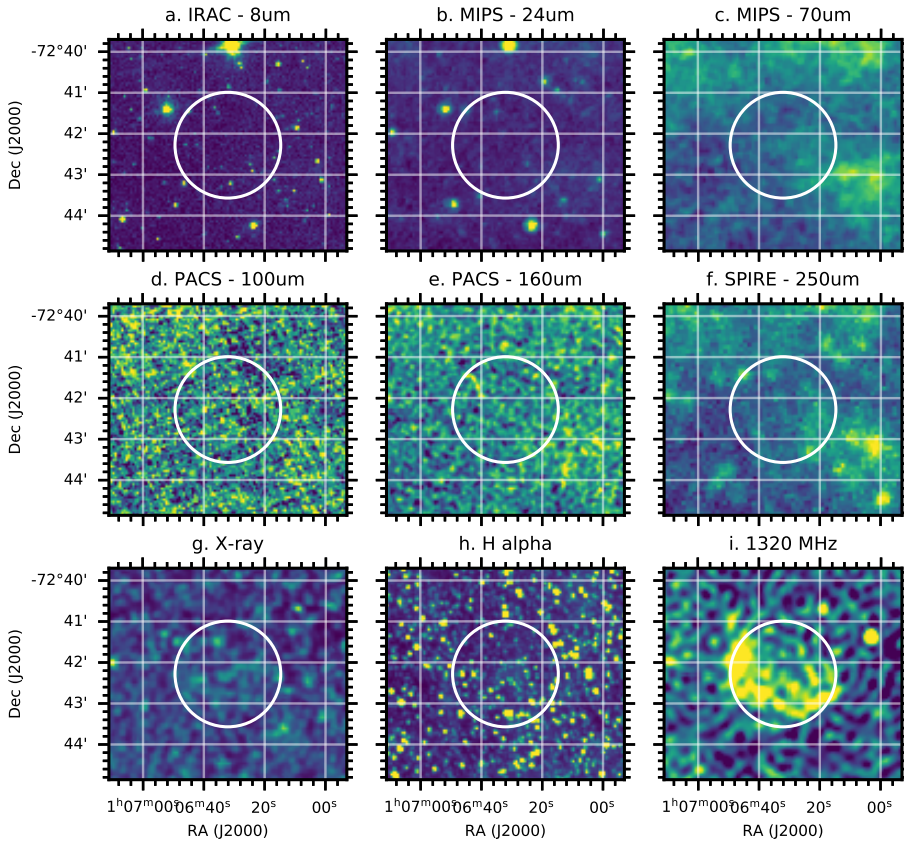 a. IRAC - 8um
b. MIPS - 24um
c. MIPS - 70um
-72°40'
41'
42'
43'
44'
Dec (J2000)
d. PACS - 100um
e. PACS - 160um
f. SPIRE - 250um
-72°40'
41'
42'
43'
44'
Dec (J2000)
g. X-ray
h. H alpha
i. 1320 MHz
-72°40'
41'
42'
43'
44'
Dec (J2000)
1ʰ07ᵐ00ˢ06ᵐ40ˢ 20ˢ 00ˢ 1ʰ07ᵐ00ˢ06ᵐ40ˢ 20ˢ 00ˢ 1ʰ07ᵐ00ˢ06ᵐ40ˢ 20ˢ 00ˢ
RA (J2000) RA (J2000) RA (J2000)